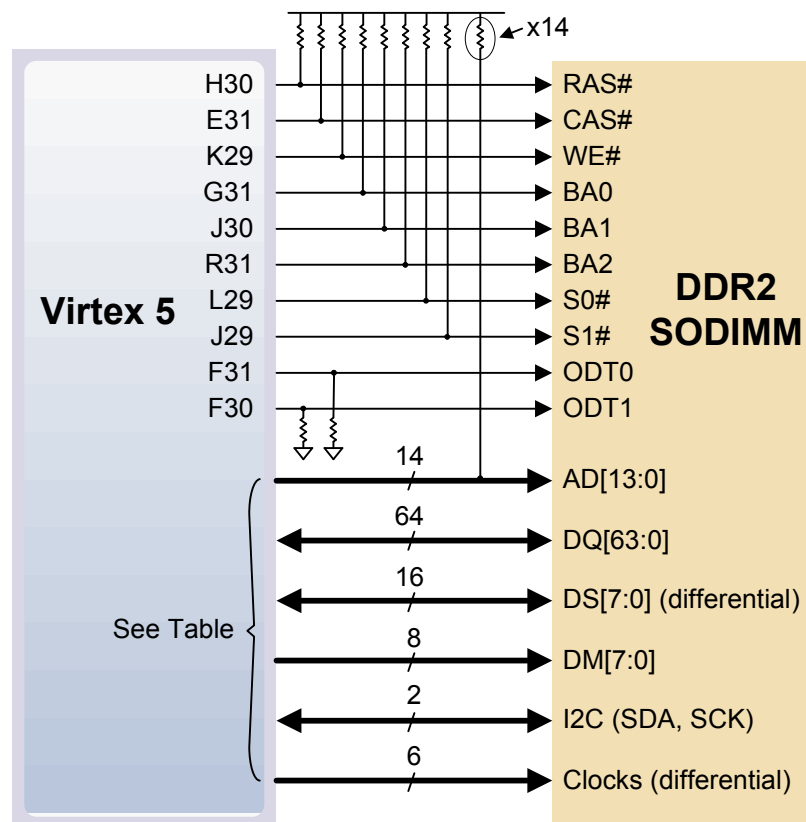 x14
H30 RAS#
E31 CAS#
K29 WE#
G31 BA0
J30 BA1
R31 BA2
L29 S0#
J29 S1#
F31 ODT0
F30 ODT1
Virtex 5
DDR2
SODIMM
14 AD[13:0]
64 DQ[63:0]
16 DS[7:0] (differential)
See Table
8 DM[7:0]
2 I2C (SDA, SCK)
6 Clocks (differential)